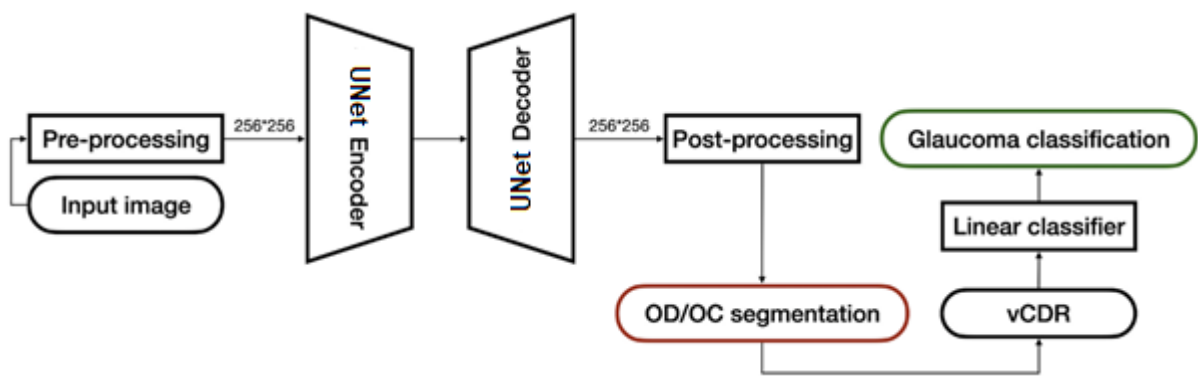 Input image
Pre-processing
256*256
UNet Encoder
UNet Decoder
256*256
Post-processing
OD/OC segmentation
vCDR
Linear classifier
Glaucoma classification